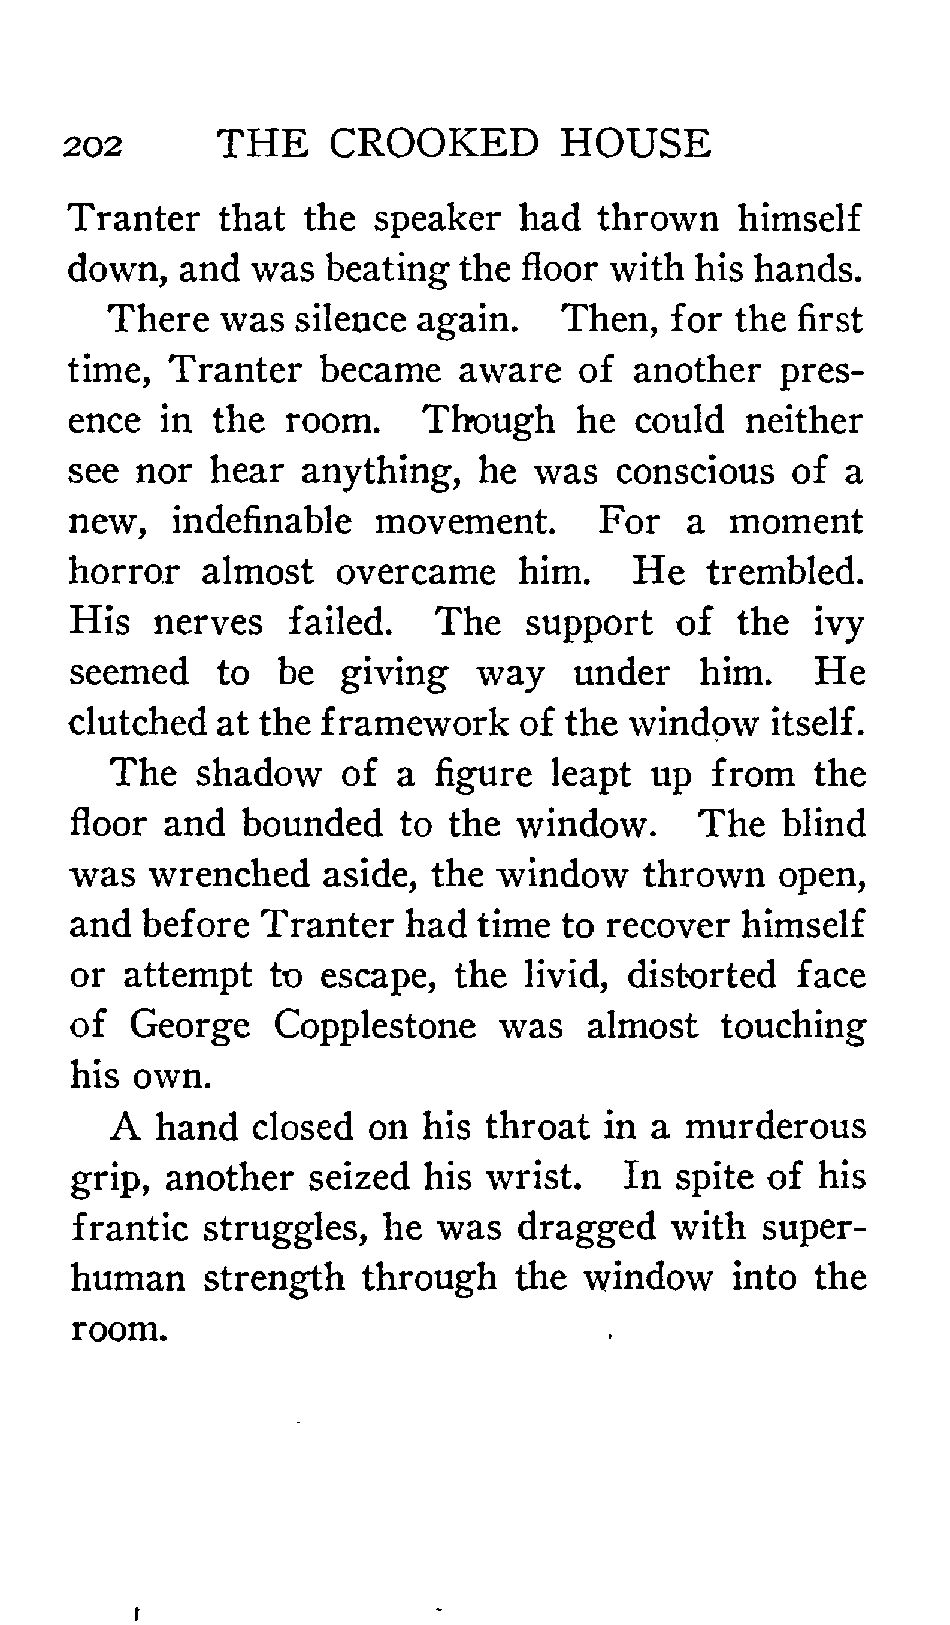 202 THE CROOKED HOUSE
Tranter that the speaker had thrown himself
down, and was beating the floor with his hands.
There was silence again. Then, for the first
time, Tranter became aware of another pres-
ence in the room. Though he could neither
see nor hear anything, he was conscious of a
new, indefinable movement. For a moment
horror almost overcame him. He trembled.
His nerves failed. The support of the ivy
seemed to be giving way under him. He
clutched at the framework of the window itself.
The shadow of a figure leapt up from the
floor and bounded to the window. The blind
was wrenched aside, the window thrown open,
and before Tranter had time to recover himself
or attempt to escape, the livid, distorted face
of George Copplestone was almost touching
his own.
A hand closed on his throat in a murderous
grip, another seized his wrist. In spite of his
frantic struggles, he was dragged with super-
human strength through the window into the
room.